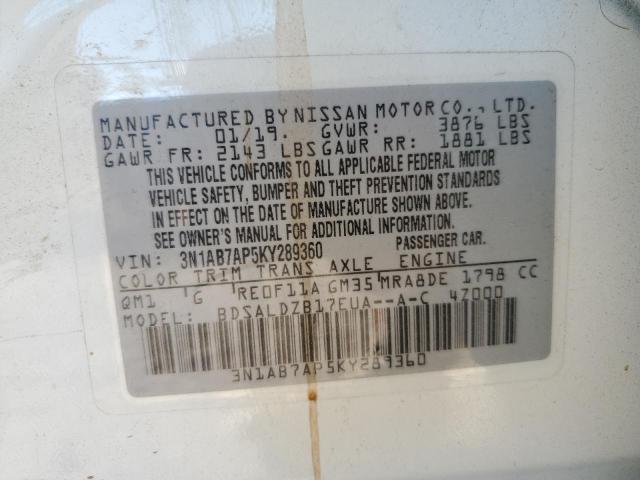 MANUFACTURED BY NISSAN MOTOR CO., LTD.
DATE: 01/19. GVWR: 3876 LBS
GAWR FR: 2143 LBS GAWR RR: 1881 LBS
THIS VEHICLE CONFORMS TO ALL APPLICABLE FEDERAL MOTOR
VEHICLE SAFETY, BUMPER AND THEFT PREVENTION STANDARDS
IN EFFECT ON THE DATE OF MANUFACTURE SHOWN ABOVE.
SEE OWNER'S MANUAL FOR ADDITIONAL INFORMATION.
VIN: 3N1AB7AP5KY289360 PASSENGER CAR.
COLOR TRIM TRANS AXLE ENGINE
QM1 G RE0F11A GM35 MRA8DE 1798 CC
MODEL: BDSALDZB17EUA--A-C 4Z000
3N1AB7AP5KY289360